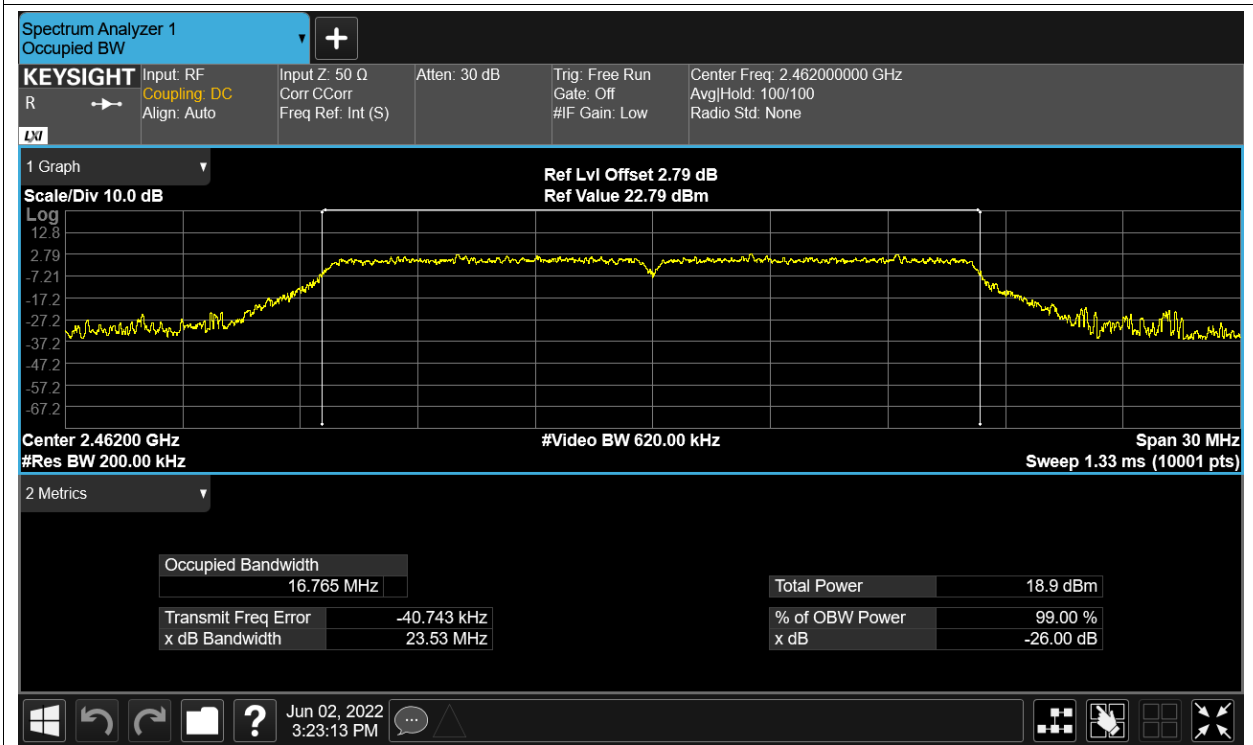 Spectrum Analyzer 1
Occupied BW
KEYSIGHT Input: RF Input Z: 50 Ω Atten: 30 dB Trig: Free Run Center Freq: 2.462000000 GHz
R Coupling: DC Corr CCorr Gate: Off Avg|Hold: 100/100
Align: Auto Freq Ref: Int (S) #IF Gain: Low Radio Std: None
LXI
1 Graph
Ref Lvl Offset 2.79 dB
Scale/Div 10.0 dB Ref Value 22.79 dBm
Log
12.8
2.79
-7.21
-17.2
-27.2
-37.2
-47.2
-57.2
-67.2
Center 2.46200 GHz #Video BW 620.00 kHz Span 30 MHz
#Res BW 200.00 kHz Sweep 1.33 ms (10001 pts)
2 Metrics
Occupied Bandwidth
16.765 MHz Total Power 18.9 dBm
Transmit Freq Error -40.743 kHz % of OBW Power 99.00 %
x dB Bandwidth 23.53 MHz x dB -26.00 dB
? Jun 02, 2022
3:23:13 PM